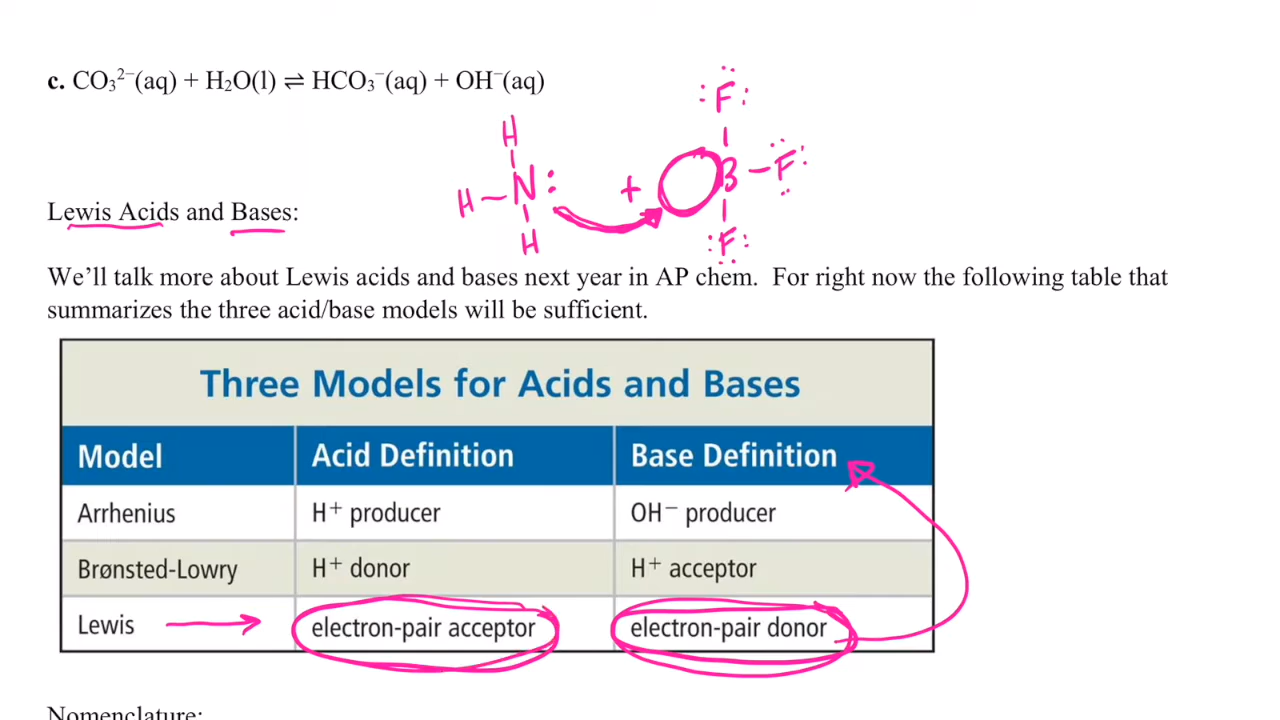 c. CO₃²⁻(aq) + H₂O(l) ⇌ HCO₃⁻(aq) + OH⁻(aq)
H
H – N: + B – F
H
F
F
Lewis Acids and Bases:
We’ll talk more about Lewis acids and bases next year in AP chem. For right now the following table that
summarizes the three acid/base models will be sufficient.
Three Models for Acids and Bases
Model Acid Definition Base Definition
Arrhenius H⁺ producer OH⁻ producer
Brønsted-Lowry H⁺ donor H⁺ acceptor
Lewis electron-pair acceptor electron-pair donor
Nomenclature: